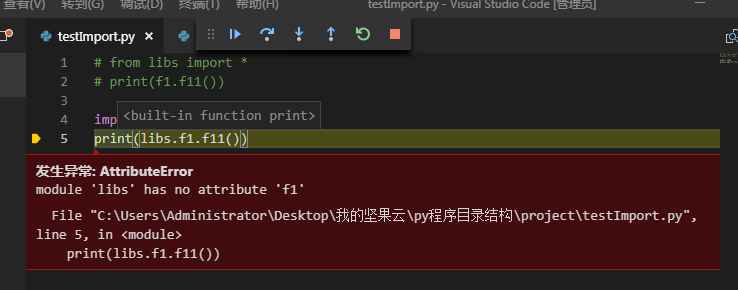 查看(V) 转到(G) 调试(D) 终端(T) 帮助(H) testImport.py - Visual Studio Code [管理员]
testImport.py
1 # from libs import *
2 # print(f1.f11())
3
4 imp
<built-in function print>
5 print(libs.f1.f11())
发生异常: AttributeError
module 'libs' has no attribute 'f1'
File "C:\Users\Administrator\Desktop\我的坚果云\py程序目录结构\project\testImport.py",
line 5, in <module>
print(libs.f1.f11())